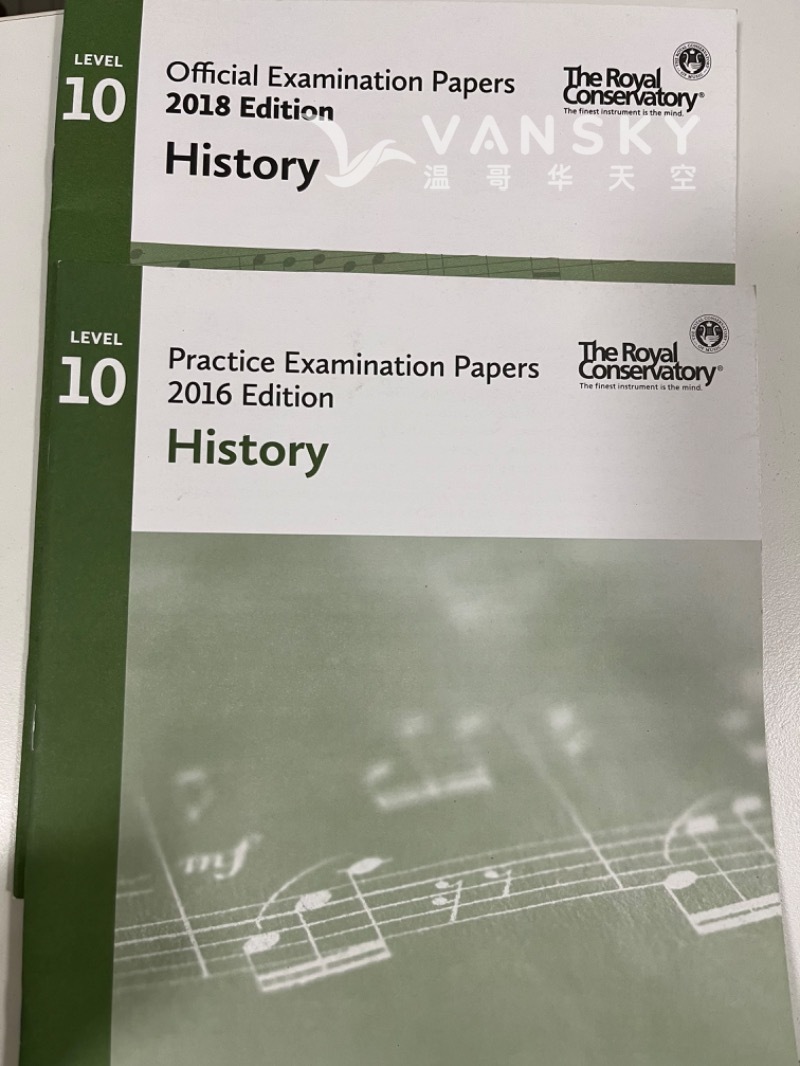 LEVEL
10
Official Examination Papers
2018 Edition
History
The Royal
Conservatory®
The finest instrument is the mind.
VANSKY
温哥华天空
LEVEL
10
Practice Examination Papers
2016 Edition
History
The Royal
Conservatory®
The finest instrument is the mind.